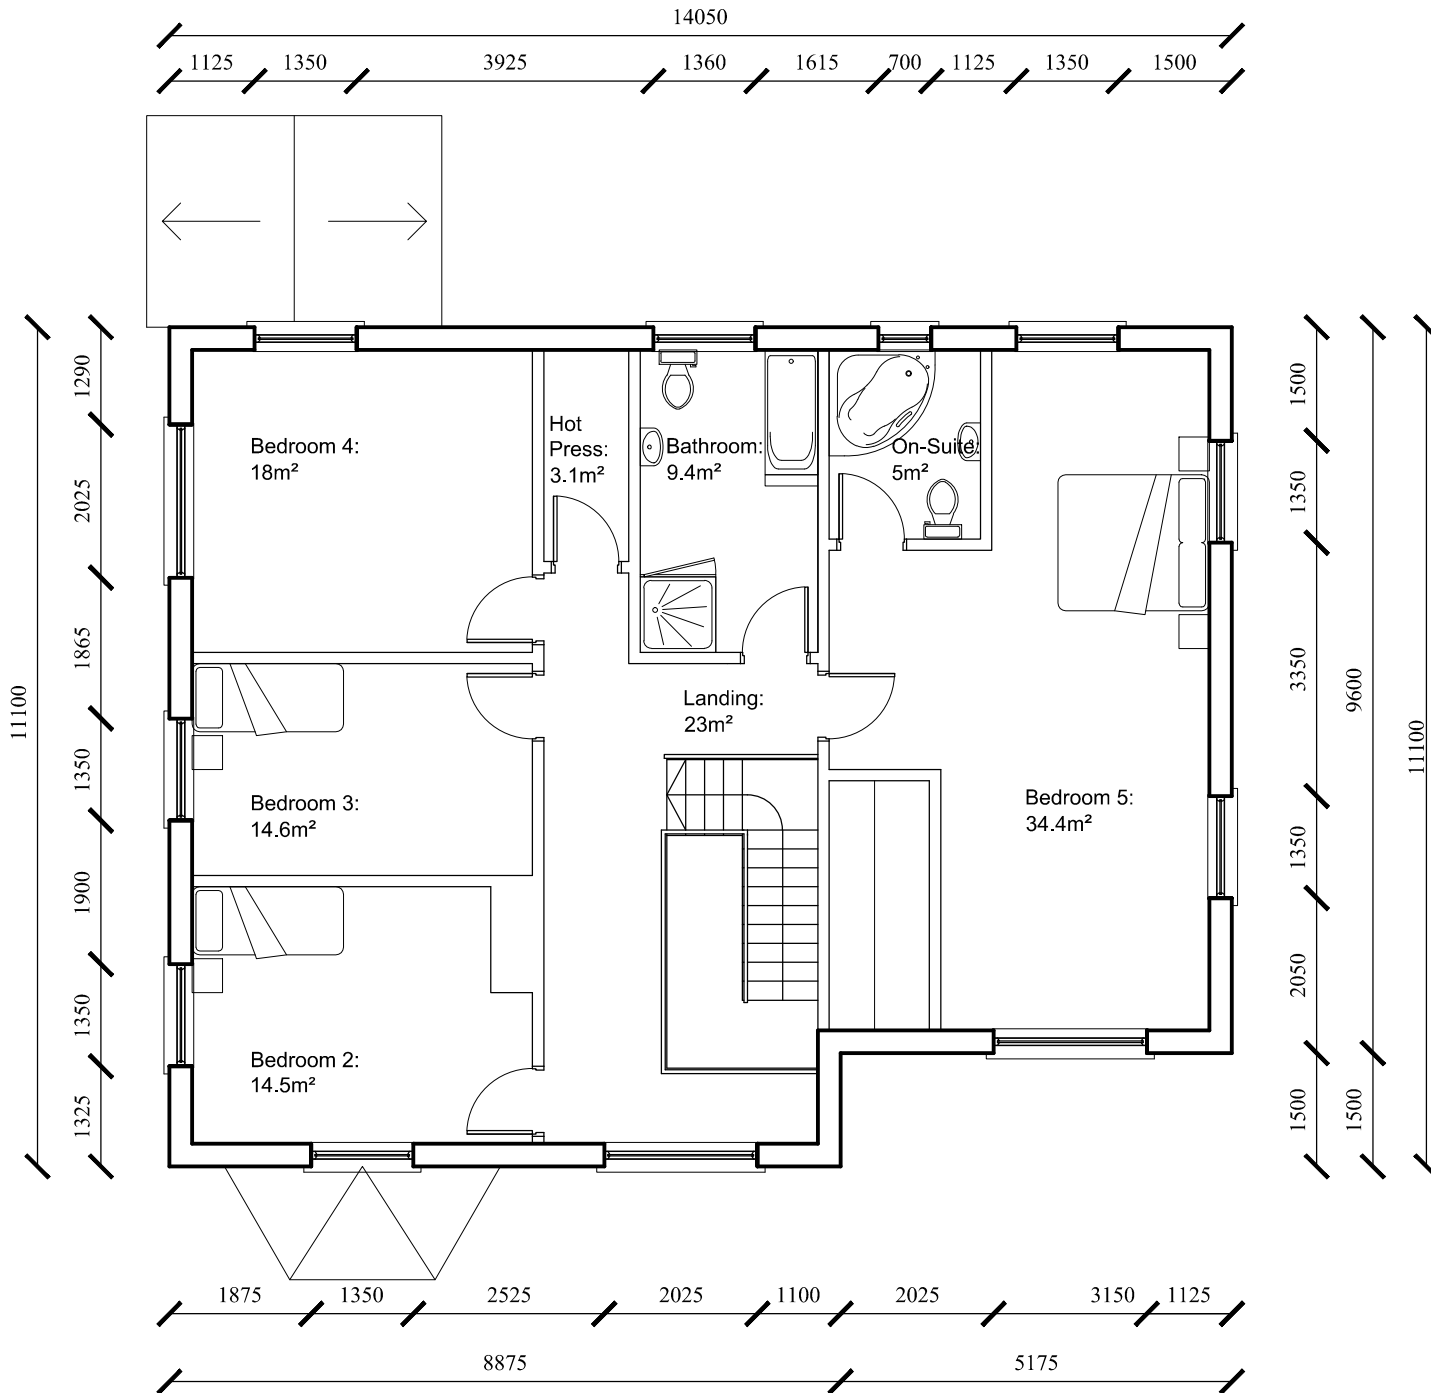 14050
1125 1350 3925 1360 1615 700 1125 1350 1500
11100
1290
2025
1865
1350
1900
1350
1325
Bedroom 4:
18m²
Hot
Press:
3.1m²
Bathroom:
9.4m²
On-Suite:
5m²
Landing:
23m²
Bedroom 3:
14.6m²
Bedroom 5:
34.4m²
Bedroom 2:
14.5m²
1500
1350
3350
1350
2050
1500
9600
1500
11100
1875 1350 2525 2025 1100 2025 3150 1125
8875 5175